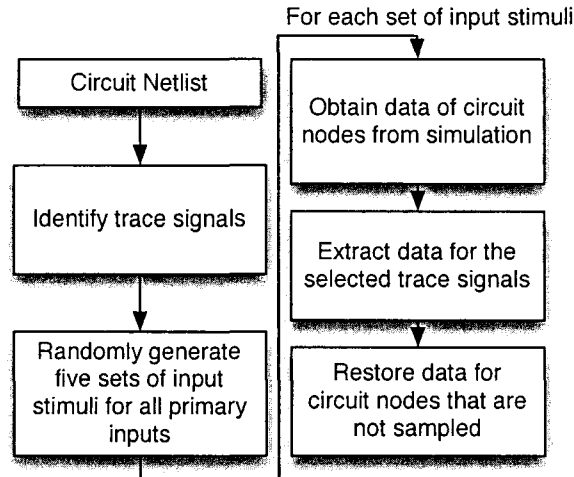 Circuit Netlist
Identify trace signals
Randomly generate
five sets of input
stimuli for all primary
inputs
For each set of input stimuli
Obtain data of circuit
nodes from simulation
Extract data for the
selected trace signals
Restore data for
circuit nodes that are
not sampled